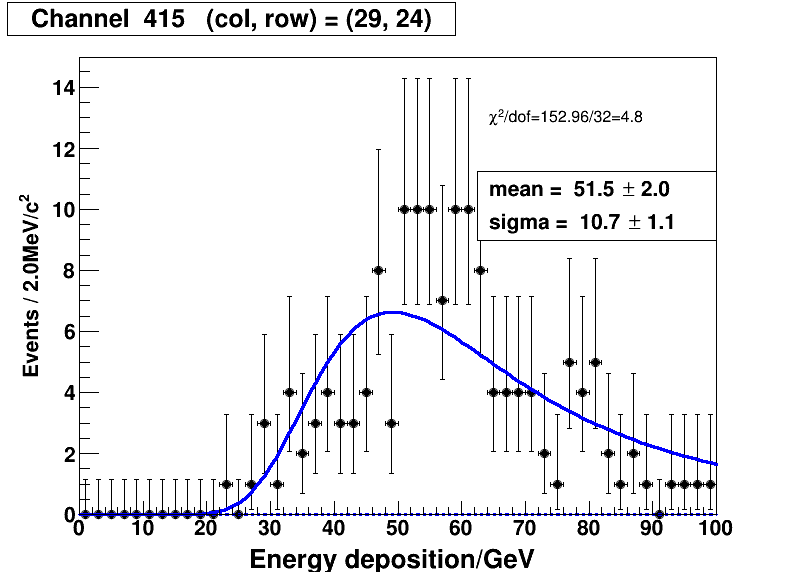 Channel 415 (col, row) = (29, 24)
χ²/dof=152.96/32=4.8
mean = 51.5 ± 2.0
sigma = 10.7 ± 1.1
Events / 2.0MeV/c²
14
12
10
8
6
4
2
0
0 10 20 30 40 50 60 70 80 90 100
Energy deposition/GeV